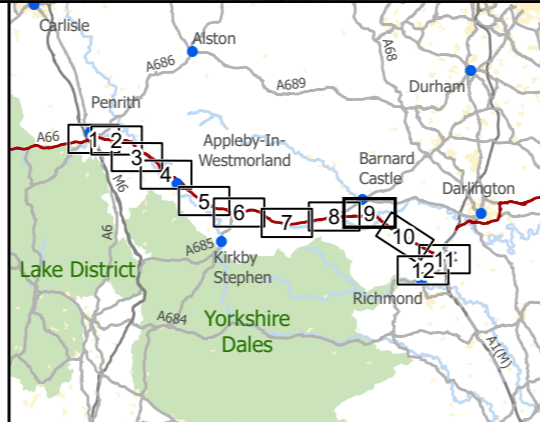 Carlisle
Alston
A686
A68
A689
Durham
Penrith
A66
Appleby-In-
Westmorland
Barnard
Castle
Darlington
1
2
3
4
5
6
7
8
9
10
11
12
M6
A6
A685
Kirkby
Stephen
Lake District
Richmond
A684
Yorkshire
Dales
A1(M)